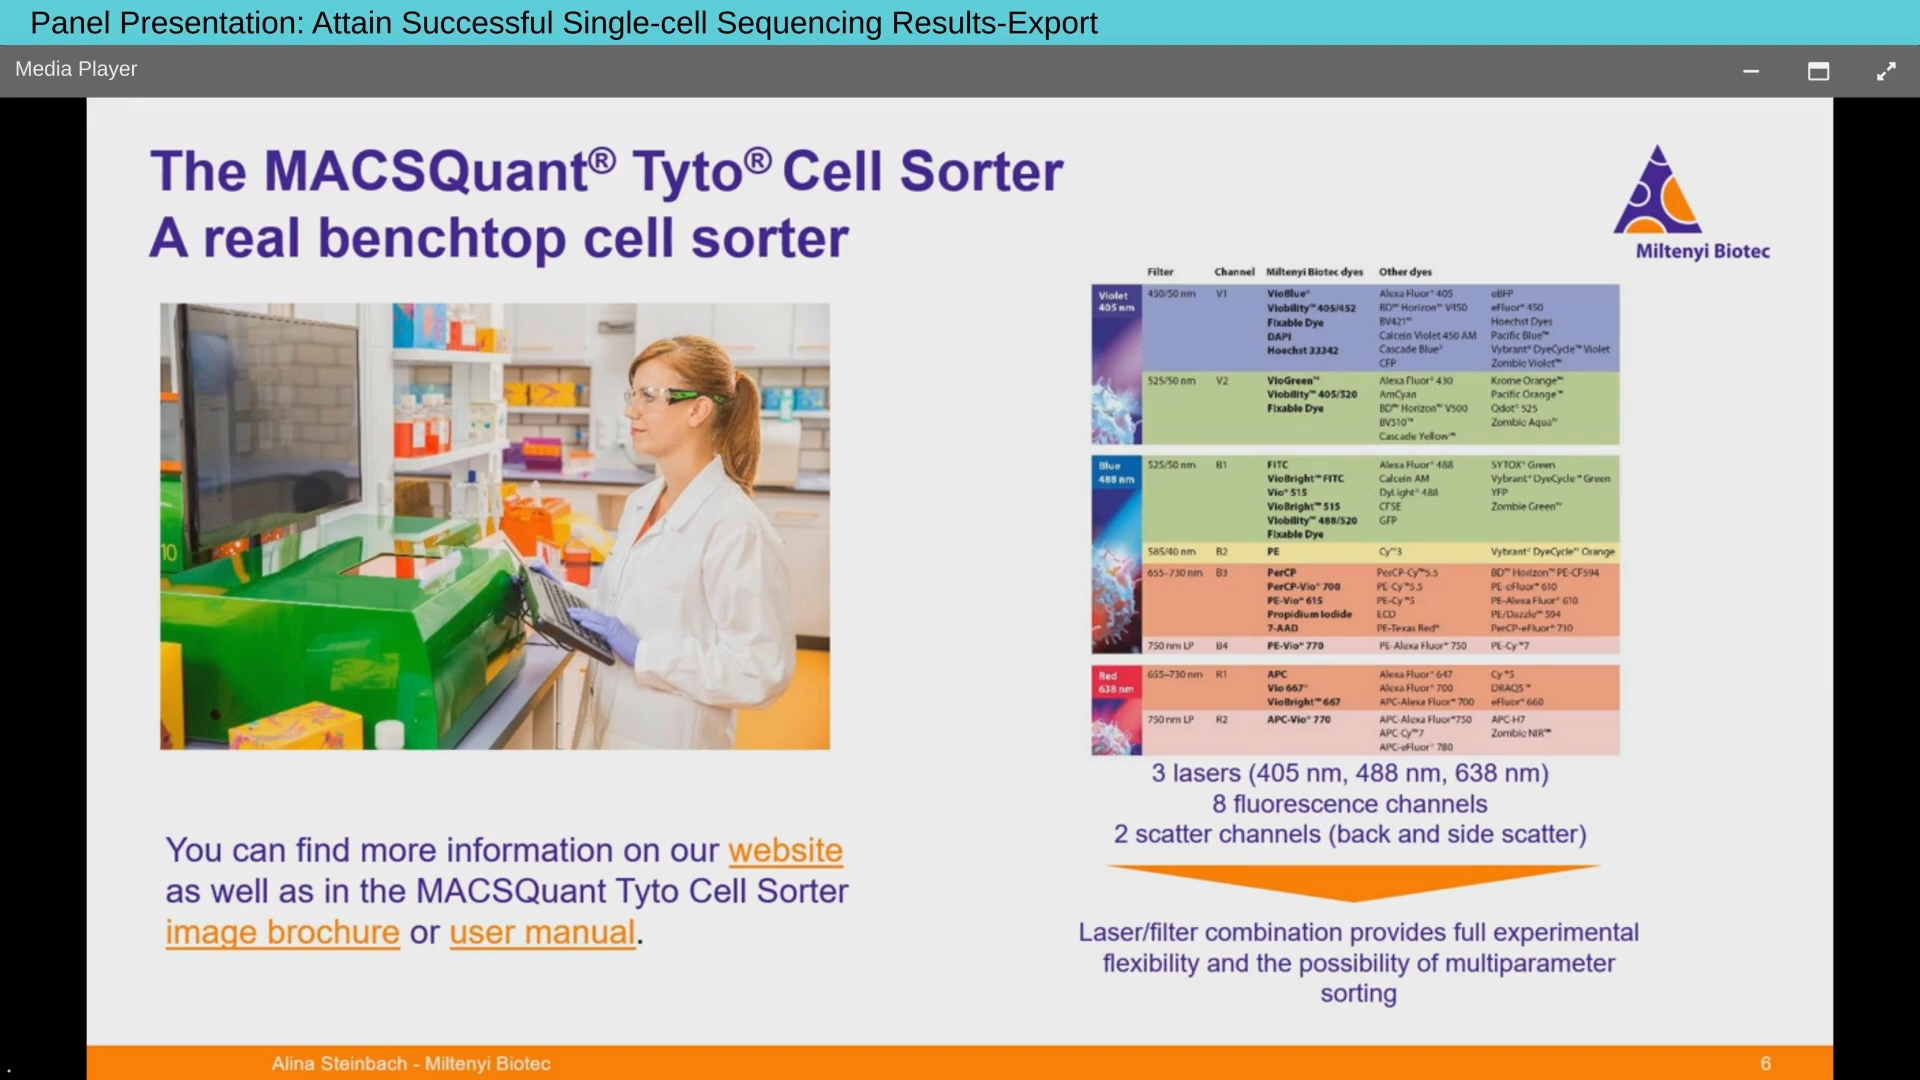 Panel Presentation: Attain Successful Single-cell Sequencing Results-Export
Media Player
The MACSQuant® Tyto® Cell Sorter
A real benchtop cell sorter
Miltenyi Biotec
Filter Channel Miltenyi Biotec dyes Other dyes
Violet 405 nm
450/50 nm V1 VioBlue® Alexa Fluor® 405 eBFP
Viobility™ 405/452 BD™ Horizon™ V450 eFluor® 450
Fixable Dye BV421™ Hoechst Dyes
DAPI Calcein Violet 450 AM Pacific Blue™
Hoechst 33342 Cascade Blue® Vybrant® DyeCycle™ Violet
CFP Zombie Violet™
525/50 nm V2 VioGreen™ Alexa Fluor® 430 Krome Orange™
Viobility™ 405/520 AmCyan Pacific Orange™
Fixable Dye BD™ Horizon™ V500 Qdot® 525
BV510™ Zombie Aqua™
Cascade Yellow™
Blue 488 nm
525/50 nm B1 FITC Alexa Fluor® 488 SYTOX® Green
VioBright™ FITC Calcein AM Vybrant® DyeCycle™ Green
Vio® 515 DyLight® 488 YFP
VioBright™ 515 CFSE Zombie Green™
Viobility™ 488/520 GFP
Fixable Dye
585/40 nm B2 PE Cy™3 Vybrant® DyeCycle™ Orange
655–730 nm B3 PerCP PerCP-Cy™5.5 BD™ Horizon™ PE-CF594
PerCP-Vio® 700 PE-Cy™5.5 PE-eFluor® 610
PE-Vio® 615 PE-Cy™5 PE-Alexa Fluor® 610
Propidium Iodide ECD PE/Dazzle™ 594
7-AAD PE-Texas Red® PerCP-eFluor® 710
750 nm LP B4 PE-Vio® 770 PE-Alexa Fluor® 750 PE-Cy™7
Red 638 nm
655–730 nm R1 APC Alexa Fluor® 647 Cy™5
Vio 667® Alexa Fluor® 700 DRAQ5™
VioBright™ 667 APC-Alexa Fluor® 700 eFluor® 660
750 nm LP R2 APC-Vio® 770 APC-Alexa Fluor®750 APC-H7
APC-Cy™7 Zombie NIR™
APC-eFluor® 780
3 lasers (405 nm, 488 nm, 638 nm)
8 fluorescence channels
2 scatter channels (back and side scatter)
Laser/filter combination provides full experimental
flexibility and the possibility of multiparameter
sorting
10
You can find more information on our website
as well as in the MACSQuant Tyto Cell Sorter
image brochure or user manual.
Alina Steinbach - Miltenyi Biotec
6